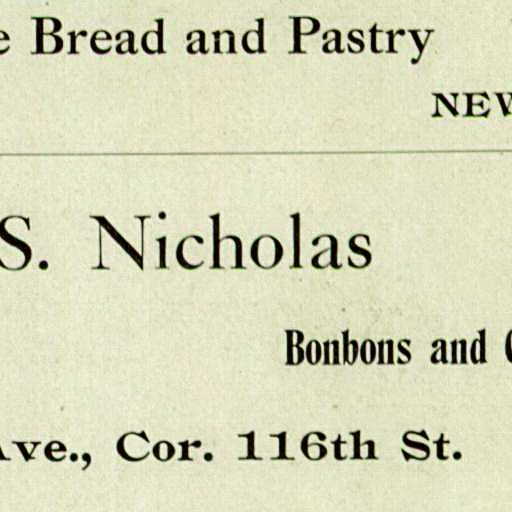 e Bread and Pastry
NEW
S. Nicholas
Bonbons and
Ave., Cor. 116th St.